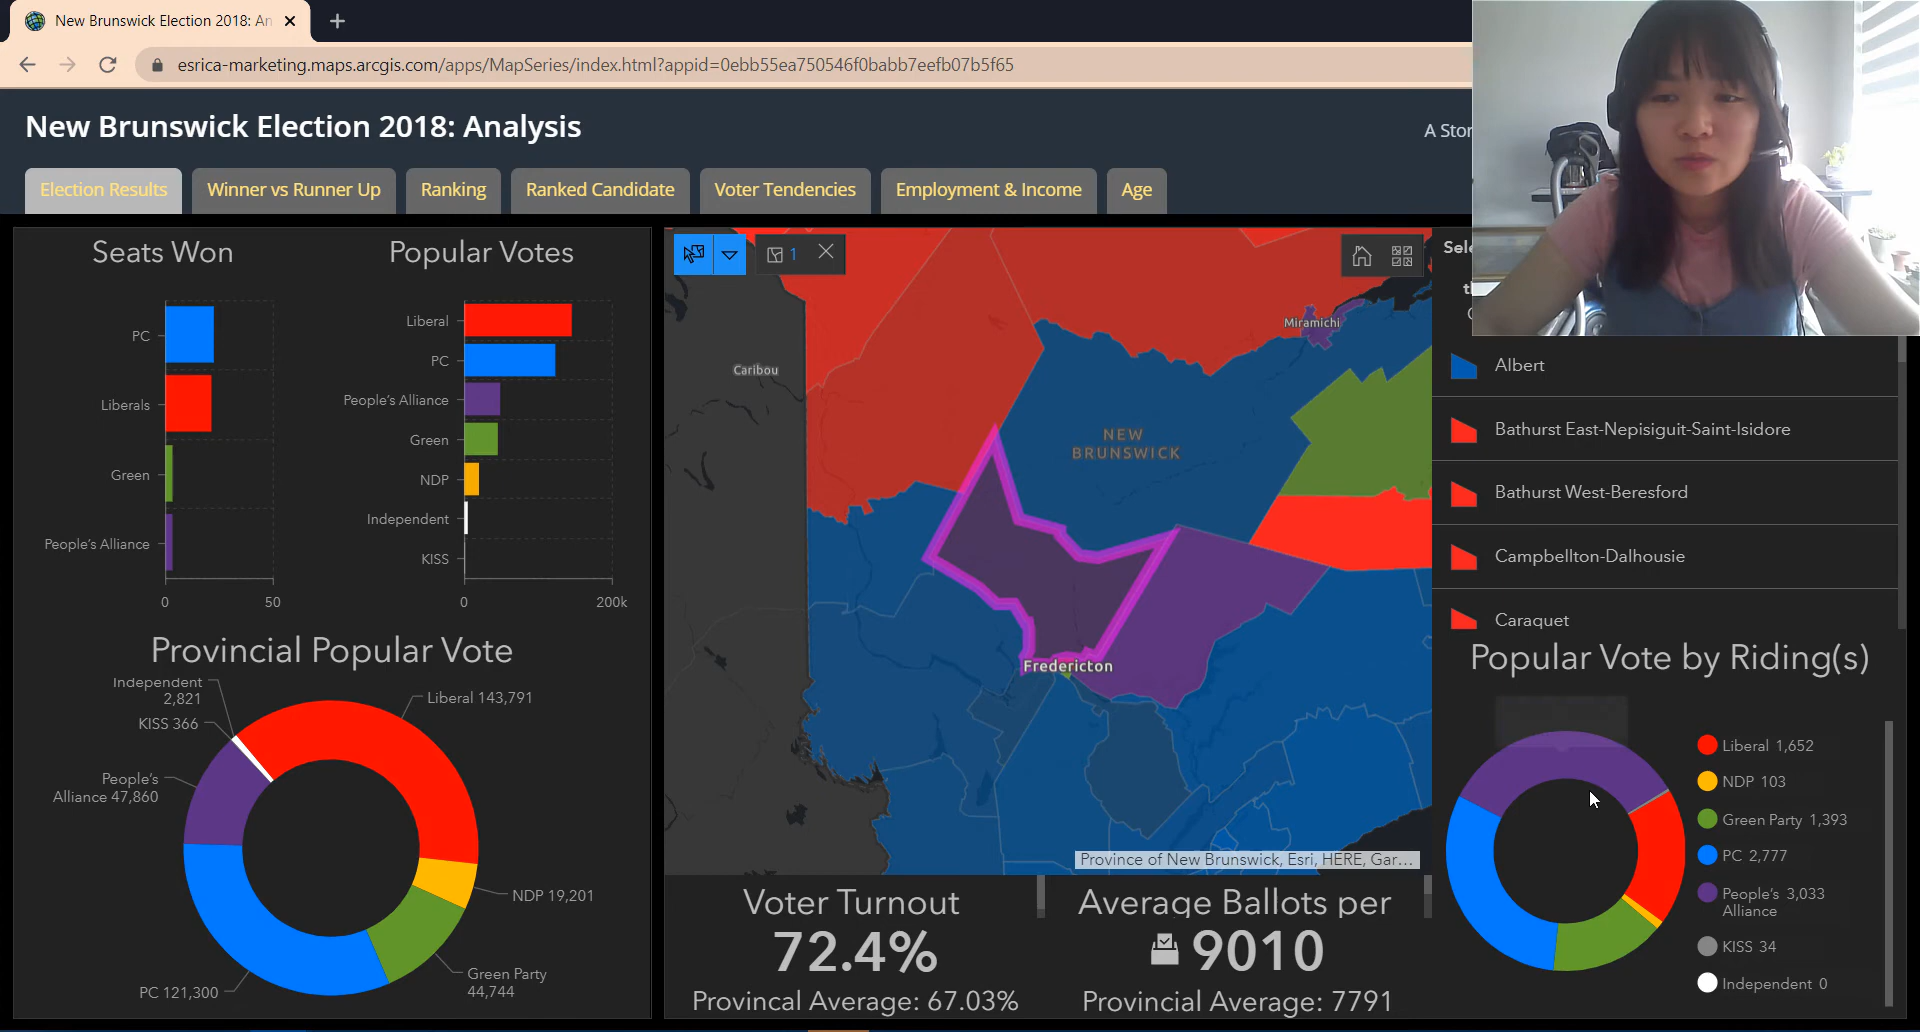 New Brunswick Election 2018: An
esrica-marketing.maps.arcgis.com/apps/MapSeries/index.html?appid=0ebb55ea750546f0babb7eefb07b5f65
New Brunswick Election 2018: Analysis
A Stor
Election Results
Winner vs Runner Up
Ranking
Ranked Candidate
Voter Tendencies
Employment & Income
Age
Seats Won
PC
Liberals
Green
People's Alliance
0
50
Popular Votes
Liberal
PC
People's Alliance
Green
NDP
Independent
KISS
0
200k
Provincial Popular Vote
Independent
2,821
KISS 366
People's
Alliance 47,860
PC 121,300
Liberal 143,791
NDP 19,201
Green Party
44,744
1
Caribou
Miramichi
NEW
BRUNSWICK
Fredericton
Province of New Brunswick, Esri, HERE, Gar...
Voter Turnout
72.4%
Provincal Average: 67.03%
Average Ballots per
9010
Provincial Average: 7791
Sele
Albert
Bathurst East-Nepisiguit-Saint-Isidore
Bathurst West-Beresford
Campbellton-Dalhousie
Caraquet
Popular Vote by Riding(s)
Liberal 1,652
NDP 103
Green Party 1,393
PC 2,777
People's 3,033
Alliance
KISS 34
Independent 0